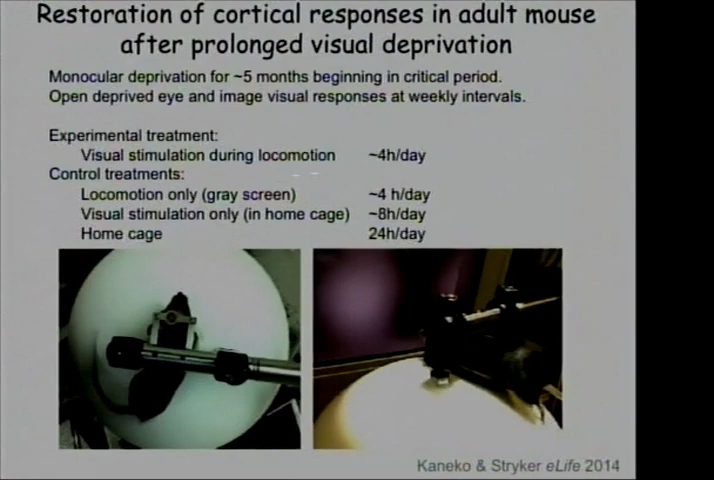 Restoration of cortical responses in adult mouse
after prolonged visual deprivation
Monocular deprivation for ~5 months beginning in critical period.
Open deprived eye and image visual responses at weekly intervals.
Experimental treatment:
Visual stimulation during locomotion ~4h/day
Control treatments:
Locomotion only (gray screen) ~4 h/day
Visual stimulation only (in home cage) ~8h/day
Home cage 24h/day
Kaneko & Stryker eLife 2014